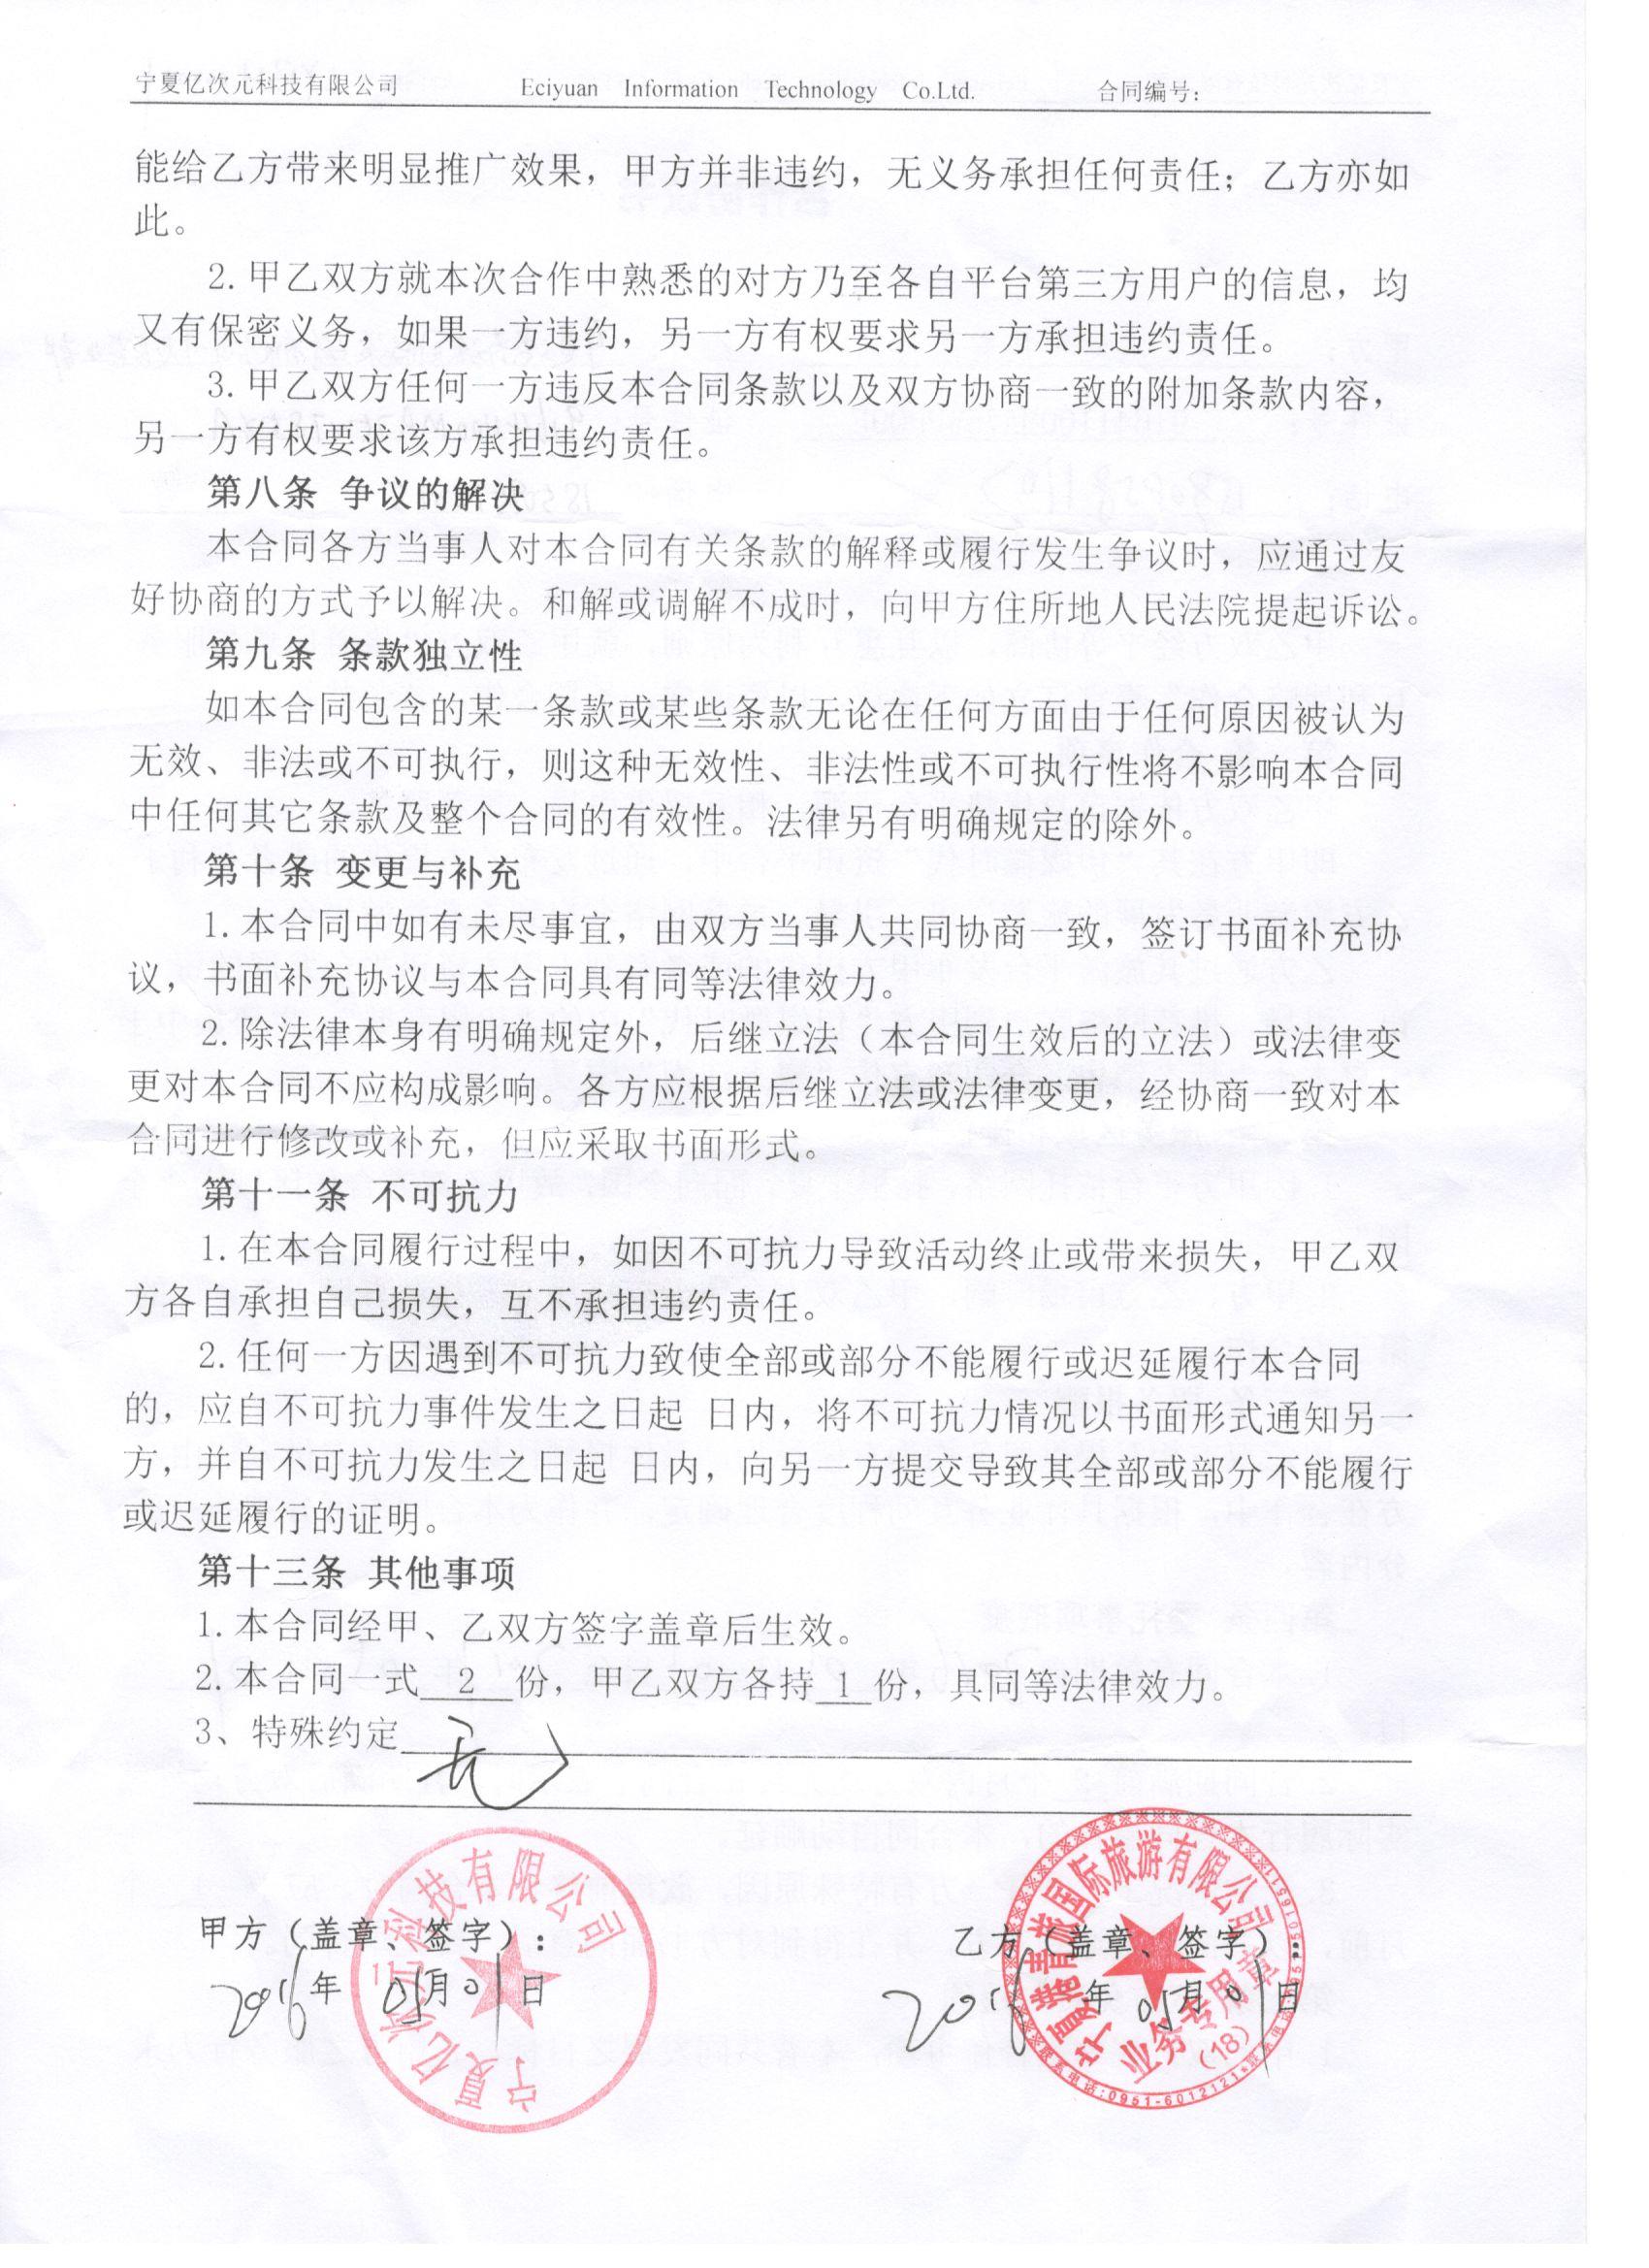 宁夏亿次元科技有限公司 Eciyuan Information Technology Co.Ltd. 合同编号：
能给乙方带来明显推广效果，甲方并非违约，无义务承担任何责任；乙方亦如
此。
2.甲乙双方就本次合作中熟悉的对方乃至各自平台第三方用户的信息，均
又有保密义务，如果一方违约，另一方有权要求另一方承担违约责任。
3.甲乙双方任何一方违反本合同条款以及双方协商一致的附加条款内容，
另一方有权要求该方承担违约责任。
第八条 争议的解决
本合同各方当事人对本合同有关条款的解释或履行发生争议时，应通过友
好协商的方式予以解决。和解或调解不成时，向甲方住所地人民法院提起诉讼。
第九条 条款独立性
如本合同包含的某一条款或某些条款无论在任何方面由于任何原因被认为
无效、非法或不可执行，则这种无效性、非法性或不可执行性将不影响本合同
中任何其它条款及整个合同的有效性。法律另有明确规定的除外。
第十条 变更与补充
1.本合同中如有未尽事宜，由双方当事人共同协商一致，签订书面补充协
议，书面补充协议与本合同具有同等法律效力。
2.除法律本身有明确规定外，后继立法（本合同生效后的立法）或法律变
更对本合同不应构成影响。各方应根据后继立法或法律变更，经协商一致对本
合同进行修改或补充，但应采取书面形式。
第十一条 不可抗力
1.在本合同履行过程中，如因不可抗力导致活动终止或带来损失，甲乙双
方各自承担自己损失，互不承担违约责任。
2.任何一方因遇到不可抗力致使全部或部分不能履行或迟延履行本合同
的，应自不可抗力事件发生之日起 日内，将不可抗力情况以书面形式通知另一
方，并自不可抗力发生之日起 日内，向另一方提交导致其全部或部分不能履行
或迟延履行的证明。
第十三条 其他事项
1.本合同经甲、乙双方签字盖章后生效。
2.本合同一式 2 份，甲乙双方各持 1 份，具同等法律效力。
3、特殊约定 无
甲方（盖章、签字）： 乙方（盖章、签字）：
2016年 05月01日 2016年 05月01日
宁夏亿次元科技有限公司
宁夏港青旅国际旅游有限公司
业务专用章
（18）
联系电话:0951-6012121